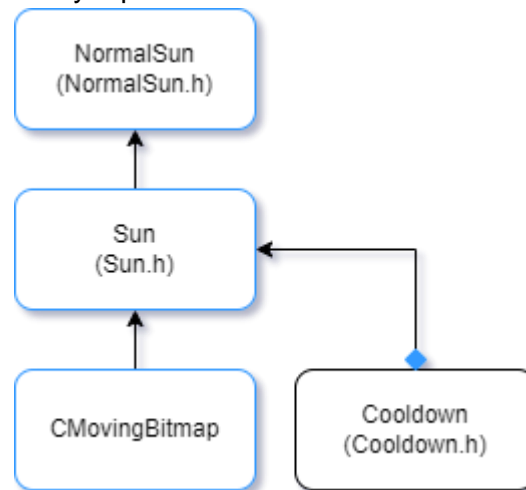 NormalSun
(NormalSun.h)
Sun
(Sun.h)
CMovingBitmap
Cooldown
(Cooldown.h)